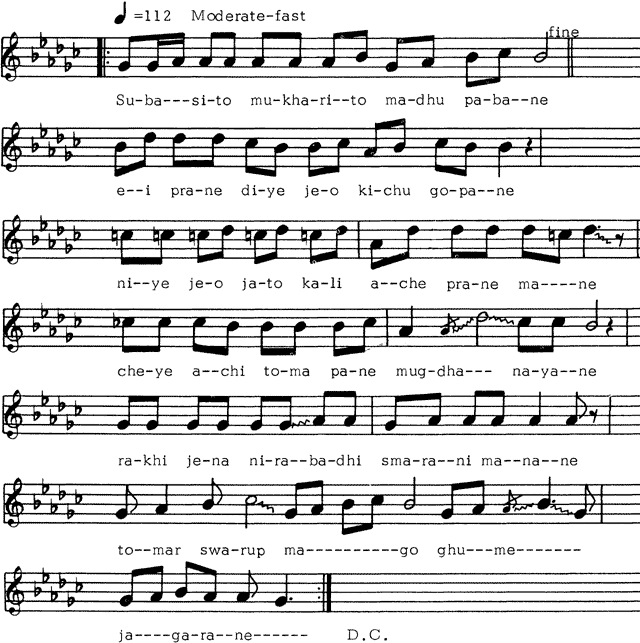 ♩ =112 Moderate-fast
fine
Su-ba---si-to mu-kha-ri--to ma-dhu pa-ba--ne
e--i pra-ne di-ye je-o ki-chu go-pa--ne
ni--ye je-o ja-to ka-li a--che pra-ne ma----ne
che-ye a--chi to-ma pa-ne mug-dha--- na-ya--ne
ra-khi je-na ni-ra--ba-dhi sma-ra--ni ma--na--ne
to--mar swa-rup ma----------go ghu---me-------
ja----ga-ra--ne------ D.C.